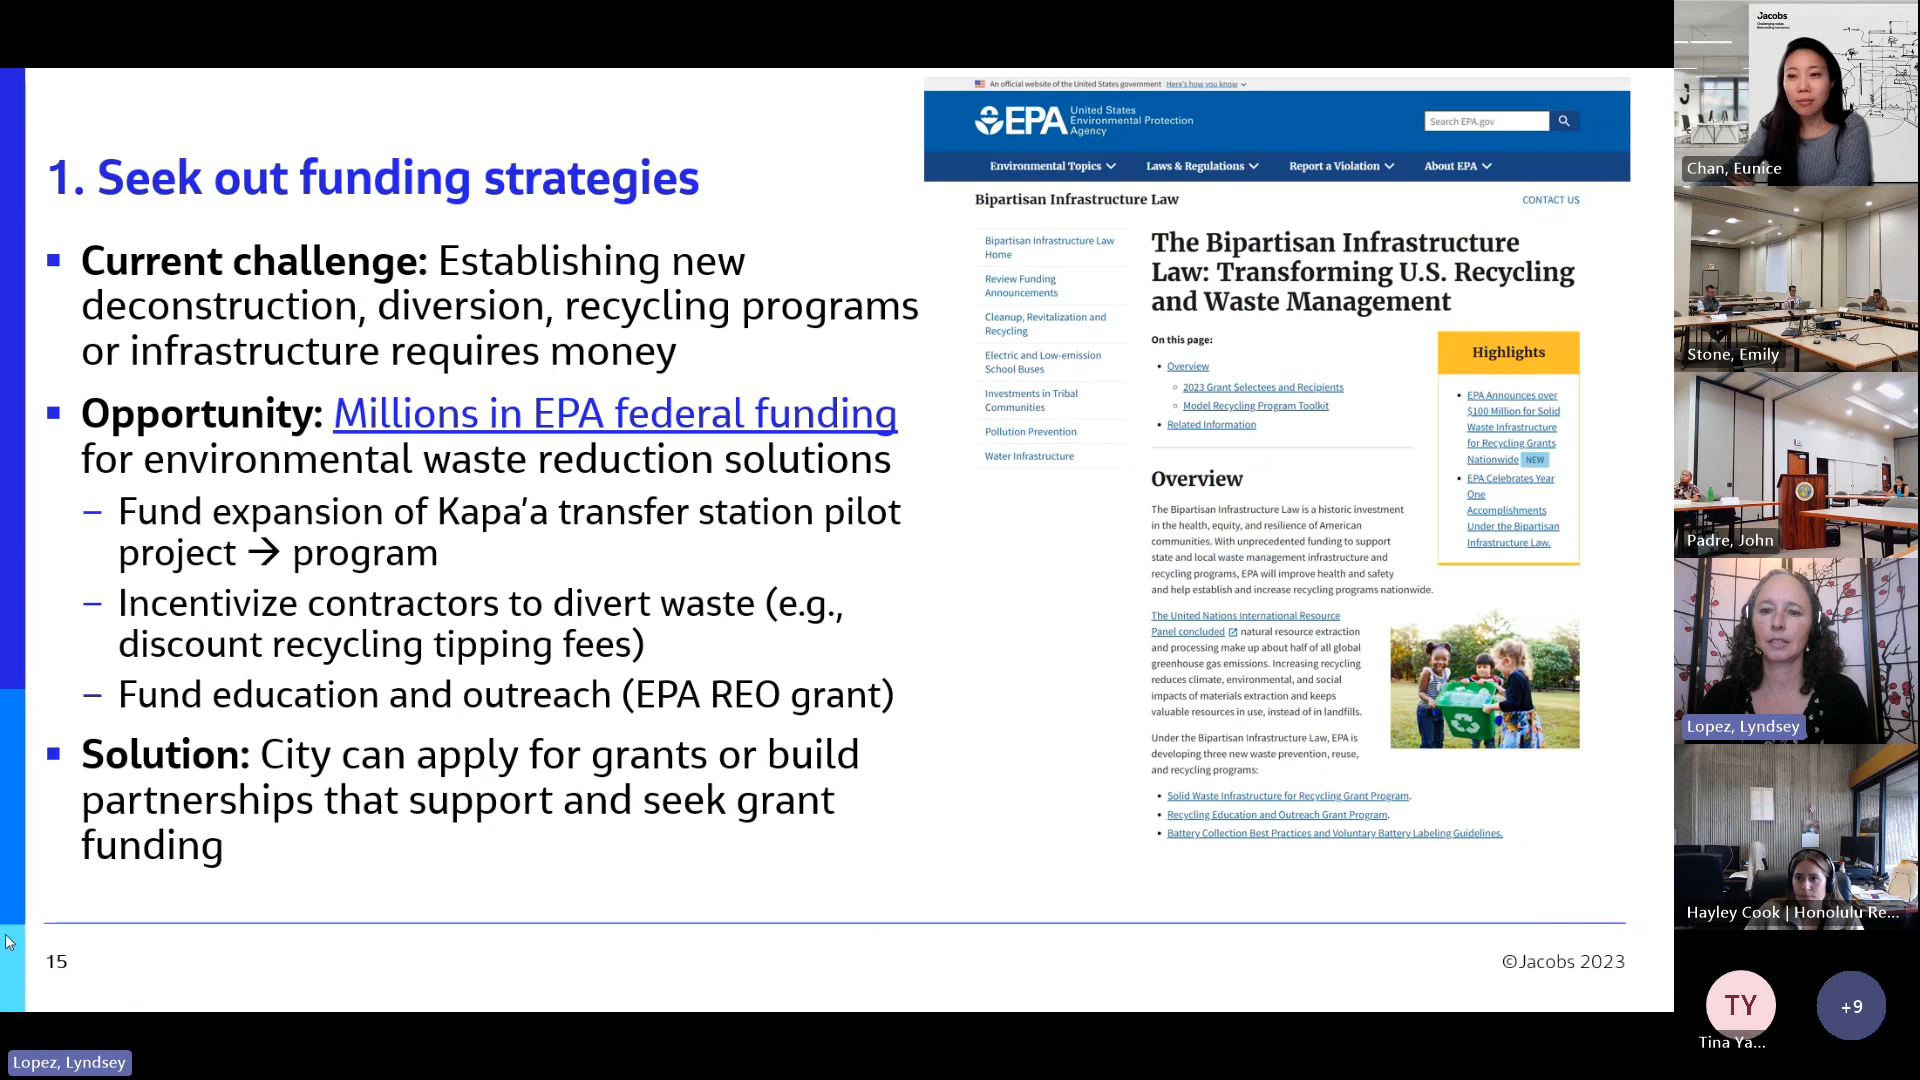 1. Seek out funding strategies
Current challenge: Establishing new
deconstruction, diversion, recycling programs
or infrastructure requires money
Opportunity: Millions in EPA federal funding
for environmental waste reduction solutions
– Fund expansion of Kapa’a transfer station pilot
project → program
– Incentivize contractors to divert waste (e.g.,
discount recycling tipping fees)
– Fund education and outreach (EPA REO grant)
Solution: City can apply for grants or build
partnerships that support and seek grant
funding
15
©Jacobs 2023
An official website of the United States government Here's how you know
EPA
United States
Environmental Protection
Agency
Search EPA.gov
Environmental Topics
Laws & Regulations
Report a Violation
About EPA
Bipartisan Infrastructure Law
CONTACT US
Bipartisan Infrastructure Law
Home
Review Funding
Announcements
Cleanup, Revitalization and
Recycling
Electric and Low-emission
School Buses
Investments in Tribal
Communities
Pollution Prevention
Water Infrastructure
The Bipartisan Infrastructure
Law: Transforming U.S. Recycling
and Waste Management
On this page:
• Overview
2023 Grant Selectees and Recipients
Model Recycling Program Toolkit
• Related Information
Highlights
• EPA Announces over
$100 Million for Solid
Waste Infrastructure
for Recycling Grants
Nationwide NEW
• EPA Celebrates Year
One
Accomplishments
Under the Bipartisan
Infrastructure Law.
Overview
The Bipartisan Infrastructure Law is a historic investment
in the health, equity, and resilience of American
communities. With unprecedented funding to support
state and local waste management infrastructure and
recycling programs, EPA will improve health and safety
and help establish and increase recycling programs nationwide.
The United Nations International Resource
Panel concluded natural resource extraction
and processing make up about half of all global
greenhouse gas emissions. Increasing recycling
reduces climate, environmental, and social
impacts of materials extraction and keeps
valuable resources in use, instead of in landfills.
Under the Bipartisan Infrastructure Law, EPA is
developing three new waste prevention, reuse,
and recycling programs:
• Solid Waste Infrastructure for Recycling Grant Program.
• Recycling Education and Outreach Grant Program.
• Battery Collection Best Practices and Voluntary Battery Labeling Guidelines.
Jacobs
Chan, Eunice
Stone, Emily
Padre, John
Lopez, Lyndsey
Hayley Cook | Honolulu Re...
TY
Tina Ya...
+9
Lopez, Lyndsey